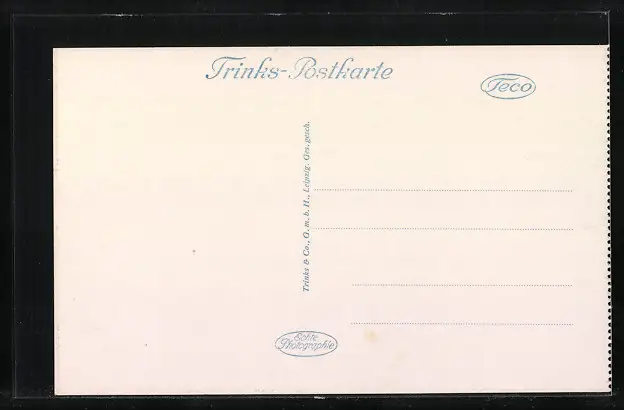 Trinks-Postkarte
Teco
Trinks & Co., G. m. b. H., Leipzig. Ges. gesch.
Echte
Photographie